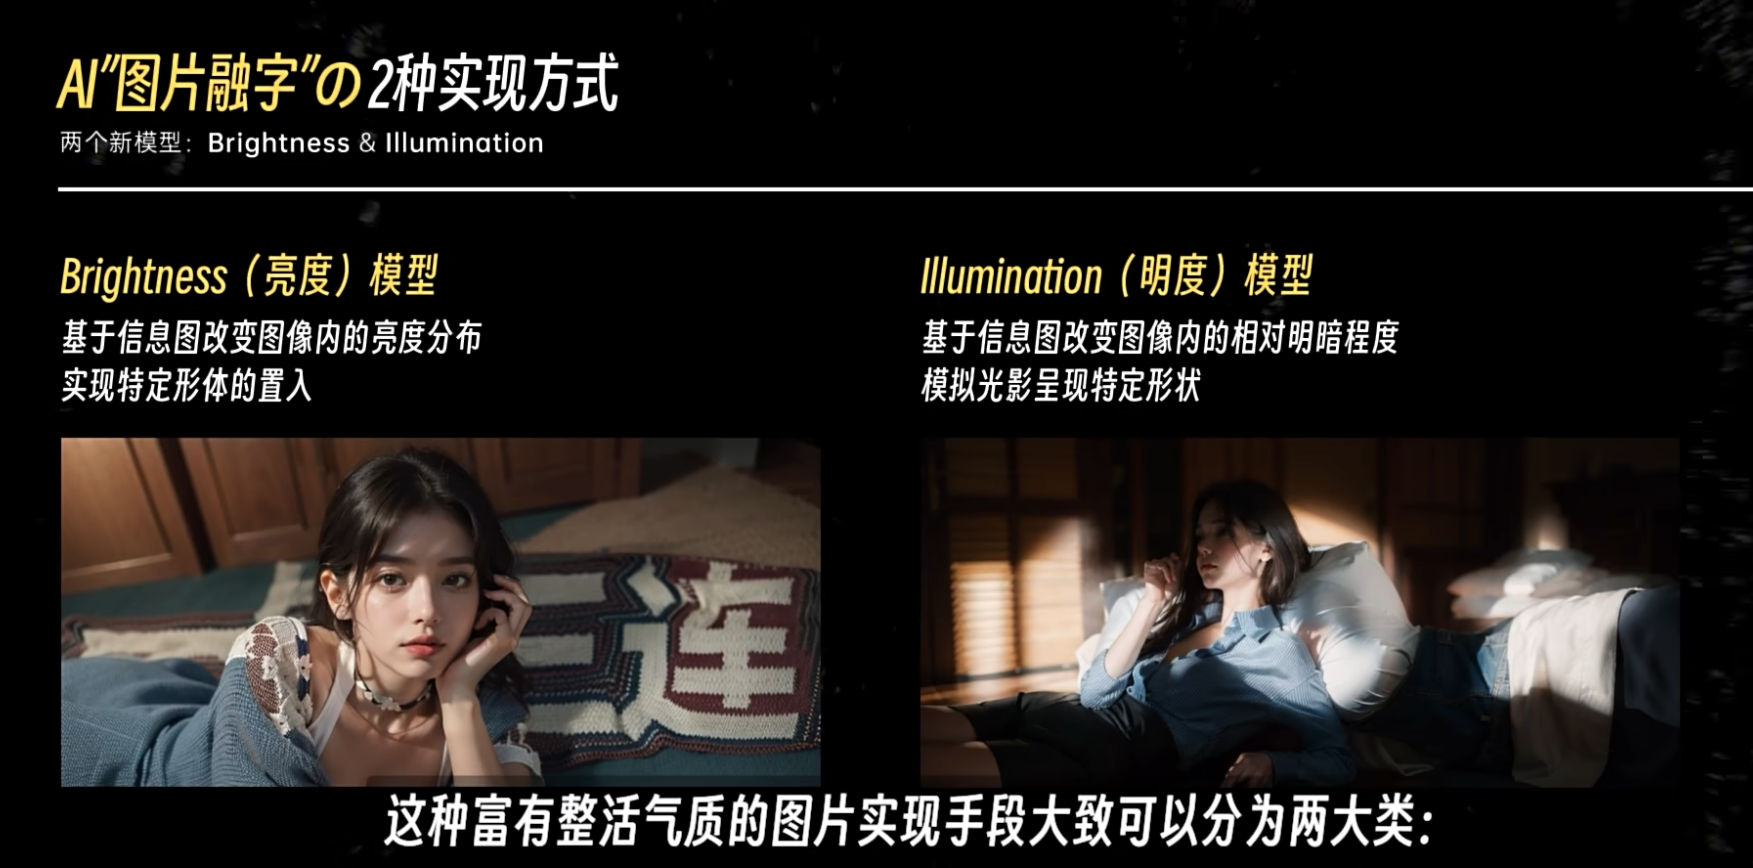 AI"图片融字"の2种实现方式
两个新模型：Brightness & Illumination
Brightness（亮度）模型
基于信息图改变图像内的亮度分布
实现特定形体的置入
Illumination（明度）模型
基于信息图改变图像内的相对明暗程度
模拟光影呈现特定形状
三连
这种富有整活气质的图片实现手段大致可以分为两大类：